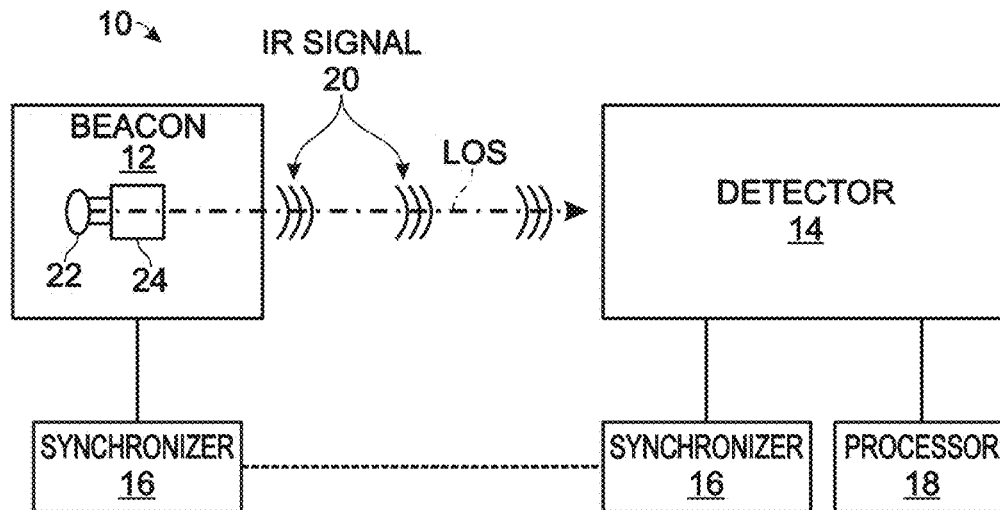 10
IR SIGNAL
20
BEACON
12
LOS
DETECTOR
14
22
24
SYNCHRONIZER
16
SYNCHRONIZER
16
PROCESSOR
18